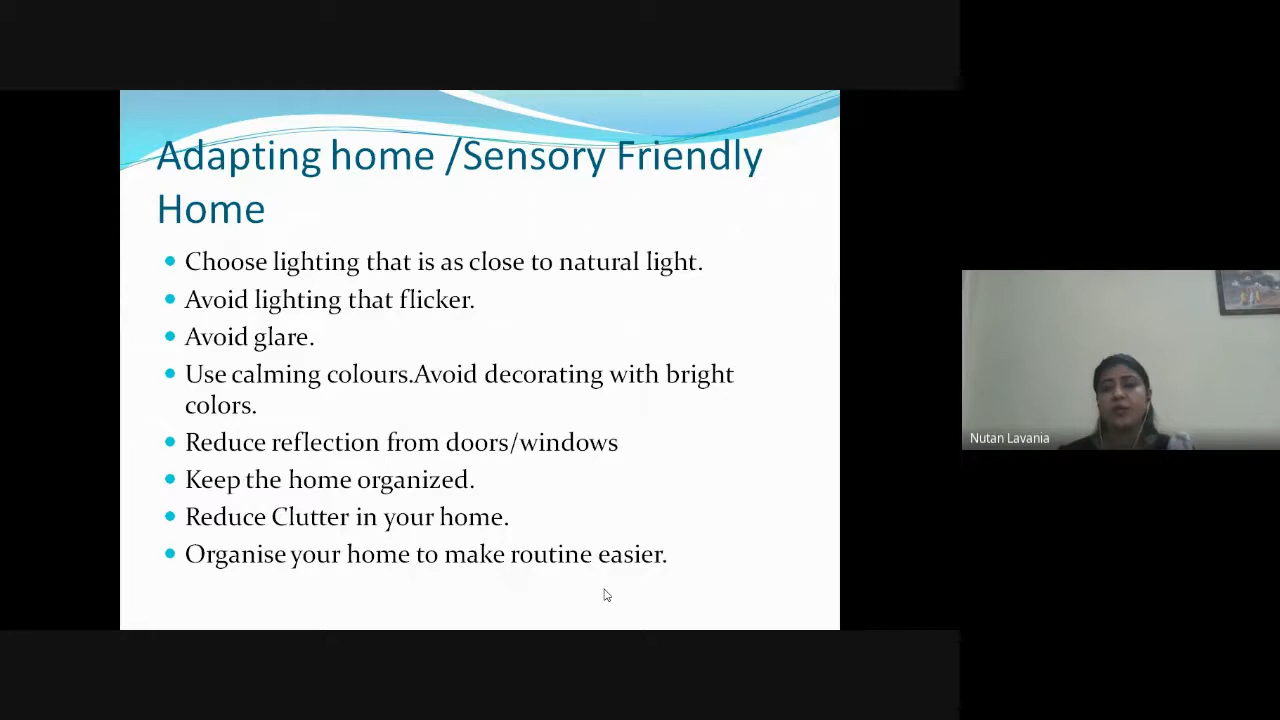 Adapting home /Sensory Friendly
Home
Choose lighting that is as close to natural light.
Avoid lighting that flicker.
Avoid glare.
Use calming colours.Avoid decorating with bright
colors.
Reduce reflection from doors/windows
Keep the home organized.
Reduce Clutter in your home.
Organise your home to make routine easier.
Nutan Lavania